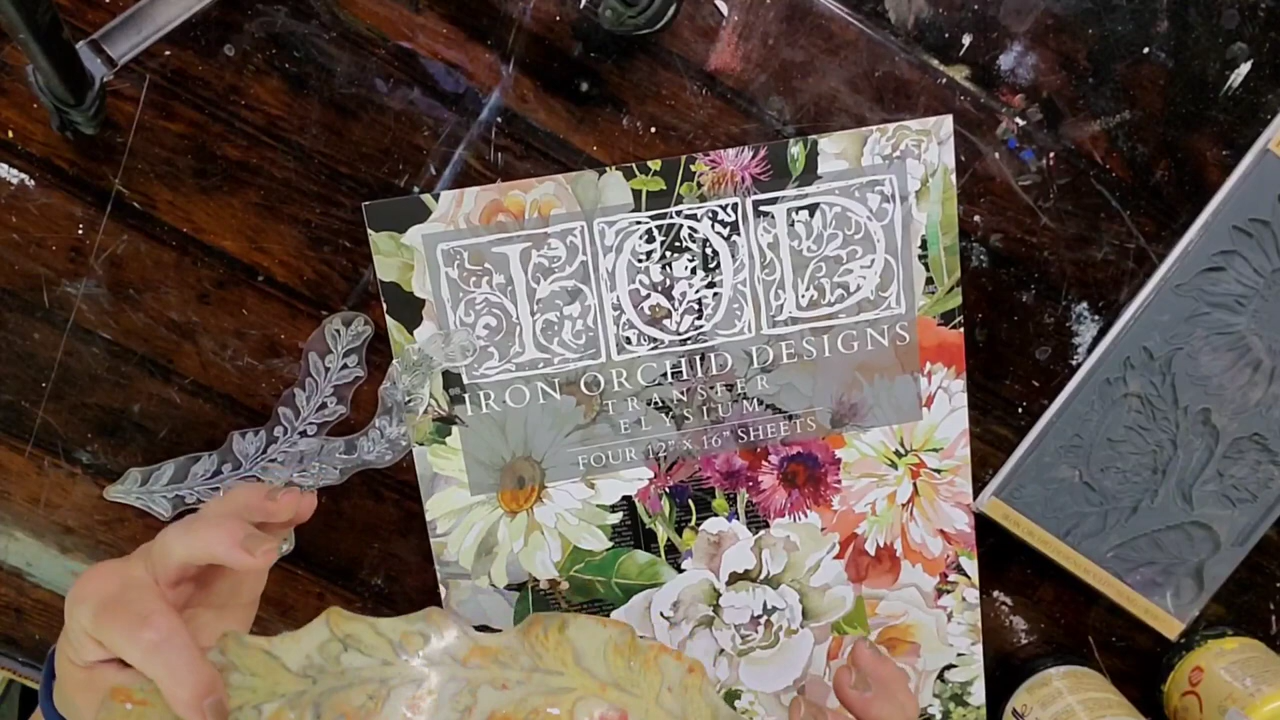 IOD
IRON ORCHID DESIGNS
TRANSFER
ELYSIUM
FOUR 12" X 16" SHEETS